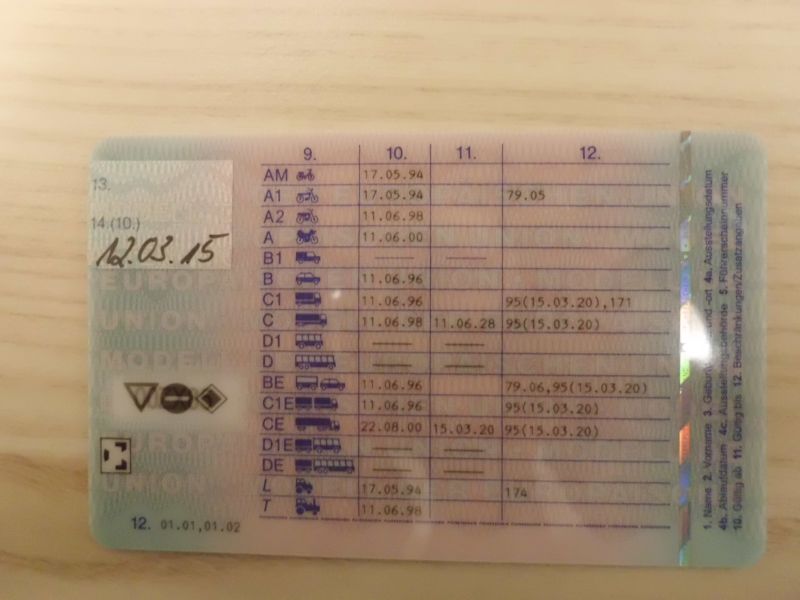 9. 10. 11. 12.
13.
14.(10.)
12.03.15
AM 17.05.94
A1 17.05.94 79.05
A2 11.06.98
A 11.06.00
B1 — —
B 11.06.96
C1 11.06.96 95(15.03.20),171
C 11.06.98 11.06.28 95(15.03.20)
D1 — —
D — —
BE 11.06.96 79.06,95(15.03.20)
C1E 11.06.96 95(15.03.20)
CE 22.08.00 15.03.20 95(15.03.20)
D1E — —
DE — —
L 17.05.94 174
T 11.06.98
12. 01.01,01.02
EUROP
UNION
MODEL
EUROP
UNION
1. Name 2. Vorname 3. Geburtsdatum und -ort 4a. Ausstellungsdatum
4b. Ablaufdatum 4c. Ausstellungsbehörde 5. Führerscheinnummer
10. Gültig ab 11. Gültig bis 12. Beschränkungen/Zusatzangaben